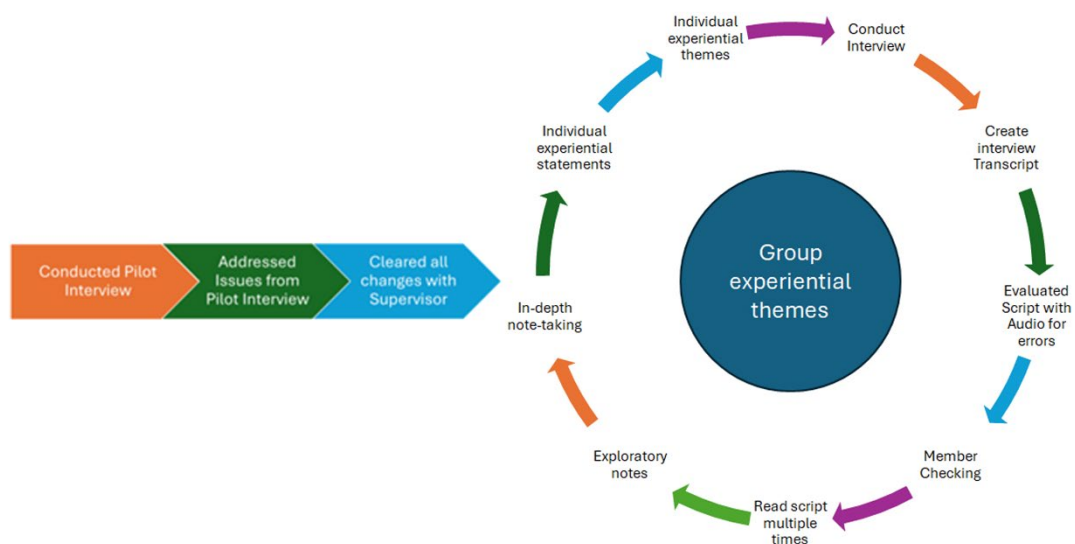 Conducted Pilot
Interview
Addressed
Issues from
Pilot Interview
Cleared all
changes with
Supervisor
Individual
experiential
themes
Conduct
Interview
Create
interview
Transcript
Evaluated
Script with
Audio for
errors
Member
Checking
Read script
multiple
times
Exploratory
notes
In-depth
note-taking
Individual
experiential
statements
Group
experiential
themes